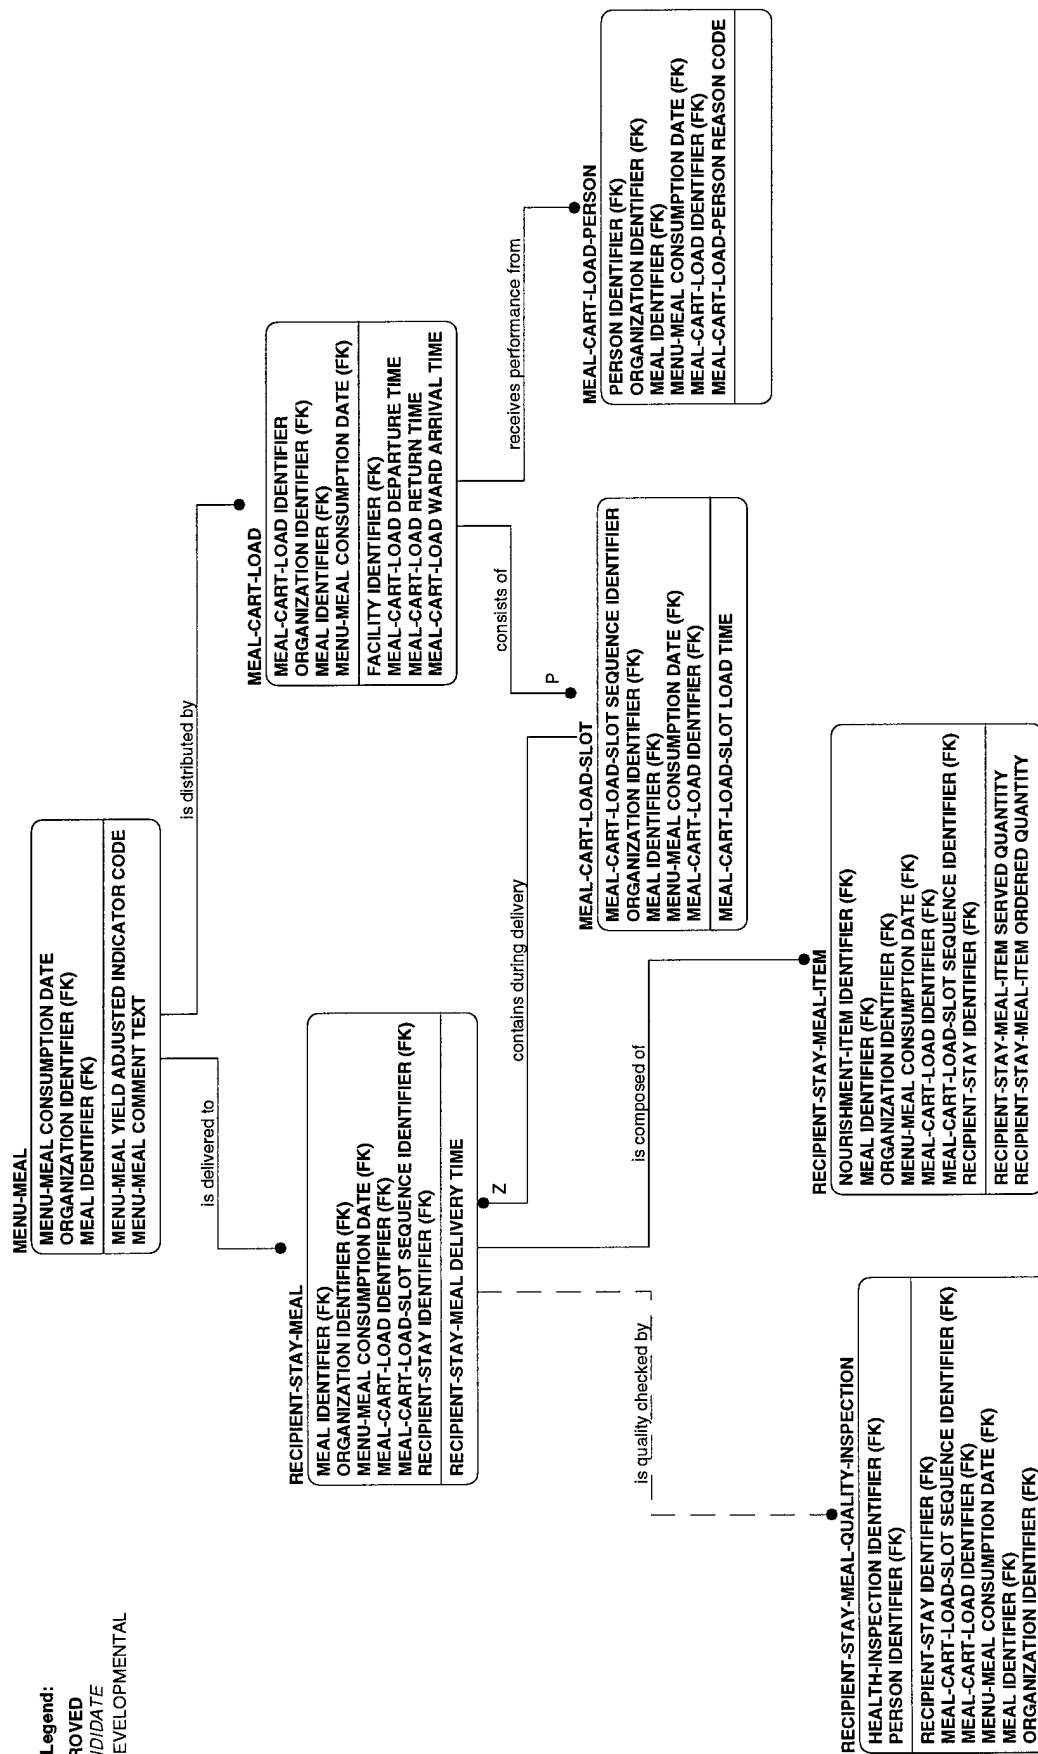 Legend:
ROVED
NDIDATE
EVELOPMENTAL
MENU-MEAL
MENU-MEAL CONSUMPTION DATE
ORGANIZATION IDENTIFIER (FK)
MEAL IDENTIFIER (FK)
MENU-MEAL YIELD ADJUSTED INDICATOR CODE
MENU-MEAL COMMENT TEXT
is delivered to
is distributed by
RECIPIENT-STAY-MEAL
MEAL IDENTIFIER (FK)
ORGANIZATION IDENTIFIER (FK)
MENU-MEAL CONSUMPTION DATE (FK)
MEAL-CART-LOAD IDENTIFIER (FK)
MEAL-CART-LOAD-SLOT SEQUENCE IDENTIFIER (FK)
RECIPIENT-STAY IDENTIFIER (FK)
RECIPIENT-STAY-MEAL DELIVERY TIME
MEAL-CART-LOAD
MEAL-CART-LOAD IDENTIFIER
ORGANIZATION IDENTIFIER (FK)
MEAL IDENTIFIER (FK)
MENU-MEAL CONSUMPTION DATE (FK)
FACILITY IDENTIFIER (FK)
MEAL-CART-LOAD DEPARTURE TIME
MEAL-CART-LOAD RETURN TIME
MEAL-CART-LOAD WARD ARRIVAL TIME
Z
contains during delivery
consists of
P
receives performance from
MEAL-CART-LOAD-SLOT
MEAL-CART-LOAD-SLOT SEQUENCE IDENTIFIER
ORGANIZATION IDENTIFIER (FK)
MEAL IDENTIFIER (FK)
MENU-MEAL CONSUMPTION DATE (FK)
MEAL-CART-LOAD IDENTIFIER (FK)
MEAL-CART-LOAD-SLOT LOAD TIME
MEAL-CART-LOAD-PERSON
PERSON IDENTIFIER (FK)
ORGANIZATION IDENTIFIER (FK)
MEAL IDENTIFIER (FK)
MENU-MEAL CONSUMPTION DATE (FK)
MEAL-CART-LOAD IDENTIFIER (FK)
MEAL-CART-LOAD-PERSON REASON CODE
is quality checked by
is composed of
RECIPIENT-STAY-MEAL-QUALITY-INSPECTION
HEALTH-INSPECTION IDENTIFIER (FK)
PERSON IDENTIFIER (FK)
RECIPIENT-STAY IDENTIFIER (FK)
MEAL-CART-LOAD-SLOT SEQUENCE IDENTIFIER (FK)
MEAL-CART-LOAD IDENTIFIER (FK)
MENU-MEAL CONSUMPTION DATE (FK)
MEAL IDENTIFIER (FK)
ORGANIZATION IDENTIFIER (FK)
RECIPIENT-STAY-MEAL-ITEM
NOURISHMENT-ITEM IDENTIFIER (FK)
MEAL IDENTIFIER (FK)
ORGANIZATION IDENTIFIER (FK)
MENU-MEAL CONSUMPTION DATE (FK)
MEAL-CART-LOAD IDENTIFIER (FK)
MEAL-CART-LOAD-SLOT SEQUENCE IDENTIFIER (FK)
RECIPIENT-STAY IDENTIFIER (FK)
RECIPIENT-STAY-MEAL-ITEM SERVED QUANTITY
RECIPIENT-STAY-MEAL-ITEM ORDERED QUANTITY